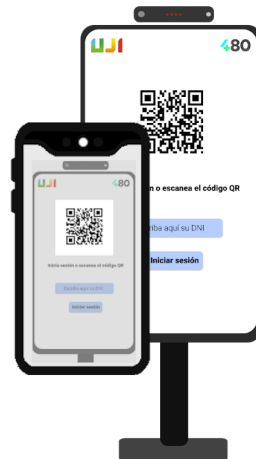 UJI 480
n o escanea el código QR
riba aquí su DNI
Iniciar sesión
UJI 480
Inicia sesión o escanea el código QR
Escriba aquí su DNI
Iniciar sesión